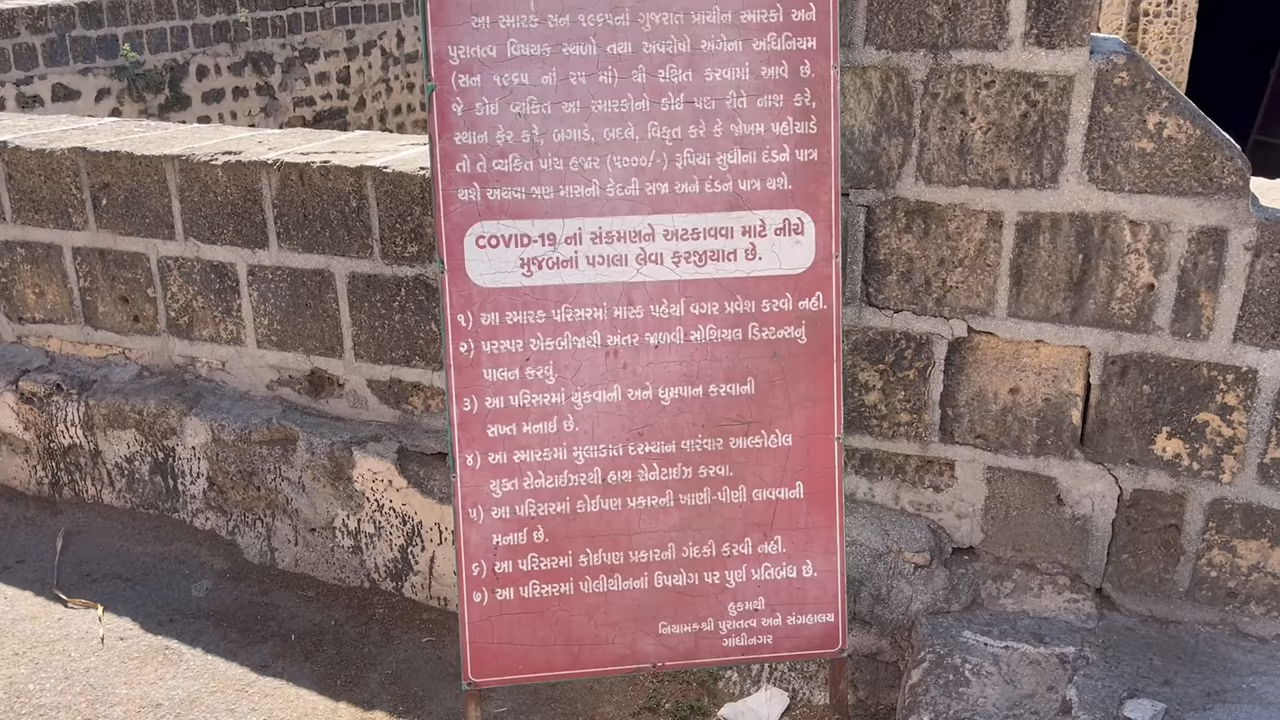 આ સ્મારક સન ૧૯૬૫નાં ગુજરાત પ્રાચીન સ્મારકો અને
પુરાતત્વ વિષયક સ્થળો તથા અવશેષો અંગેના અધિનિયમ
(સન ૧૯૬૫ નાં ૨૫ માં) થી રક્ષિત કરવામાં આવે છે.
જે કોઈ વ્યકિત આ સ્મારકોનો કોઈ પણ રીતે નાશ કરે,
સ્થાન ફેર કરે, બગાડે, બદલે, વિકૃત કરે કે જોખમ પહોંચાડે
તો તે વ્યકિત પાંચ હજાર (૫૦૦૦/-) રૂપિયા સુધીના દંડને પાત્ર
થશે અથવા ત્રણ માસની કેદની સજા અને દંડને પાત્ર થશે.
COVID-19 નાં સંક્રમણને અટકાવવા માટે નીચે
મુજબનાં પગલા લેવા ફરજીયાત છે.
૧) આ સ્મારક પરિસરમાં માસ્ક પહેર્યા વગર પ્રવેશ કરવો નહી.
૨) પરસ્પર એકબીજાથી અંતર જાળવી સોશિયલ ડિસ્ટન્સનું
પાલન કરવું.
૩) આ પરિસરમાં થુંકવાની અને ધુમ્રપાન કરવાની
સખ્ત મનાઈ છે.
૪) આ સ્મારકમાં મુલાકાત દરમ્યાન વારંવાર આલ્કોહોલ
યુક્ત સેનેટાઈઝરથી હાથ સેનેટાઈઝ કરવા.
૫) આ પરિસરમાં કોઈપણ પ્રકારની ખાણી-પીણી લાવવાની
મનાઈ છે.
૬) આ પરિસરમાં કોઈપણ પ્રકારની ગંદકી કરવી નહી.
૭) આ પરિસરમાં પોલીથીનનાં ઉપયોગ પર પુર્ણ પ્રતિબંધ છે.
હુકમથી
નિયામકશ્રી પુરાતત્વ અને સંગ્રહાલય
ગાંધીનગર